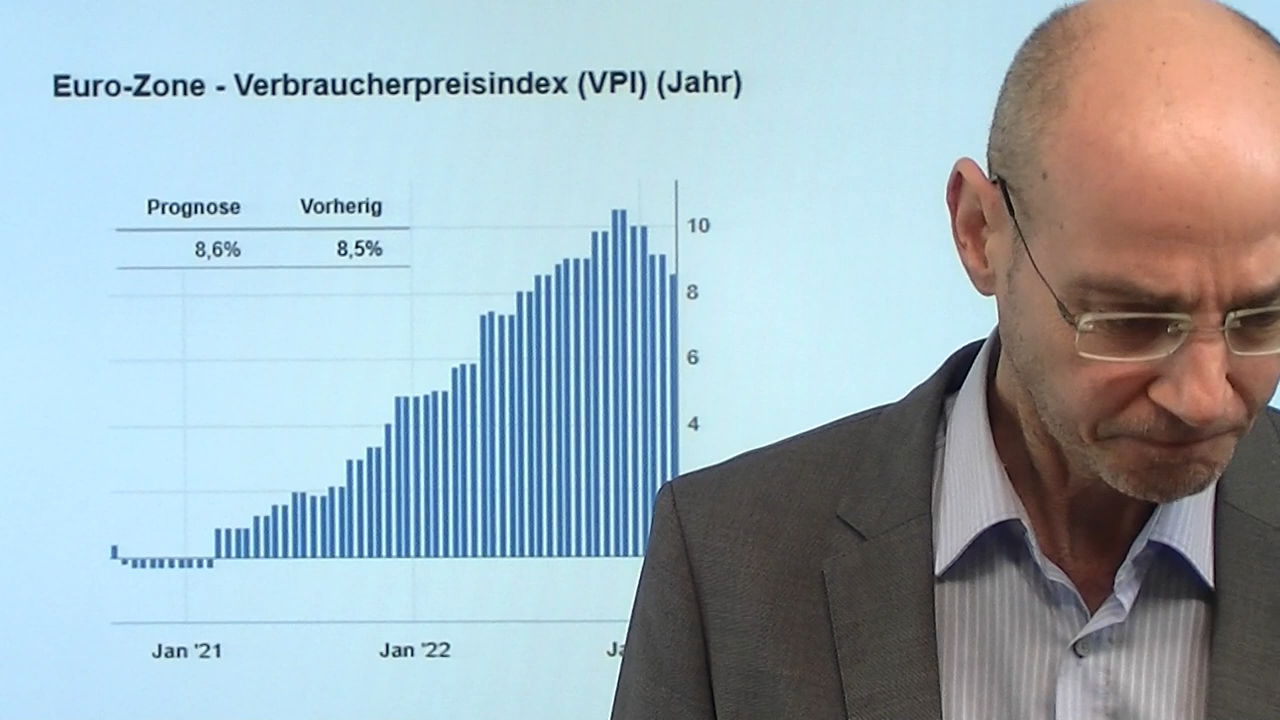 Euro-Zone - Verbraucherpreisindex (VPI) (Jahr)
Prognose Vorherig
8,6% 8,5%
10
8
6
4
Jan '21 Jan '22